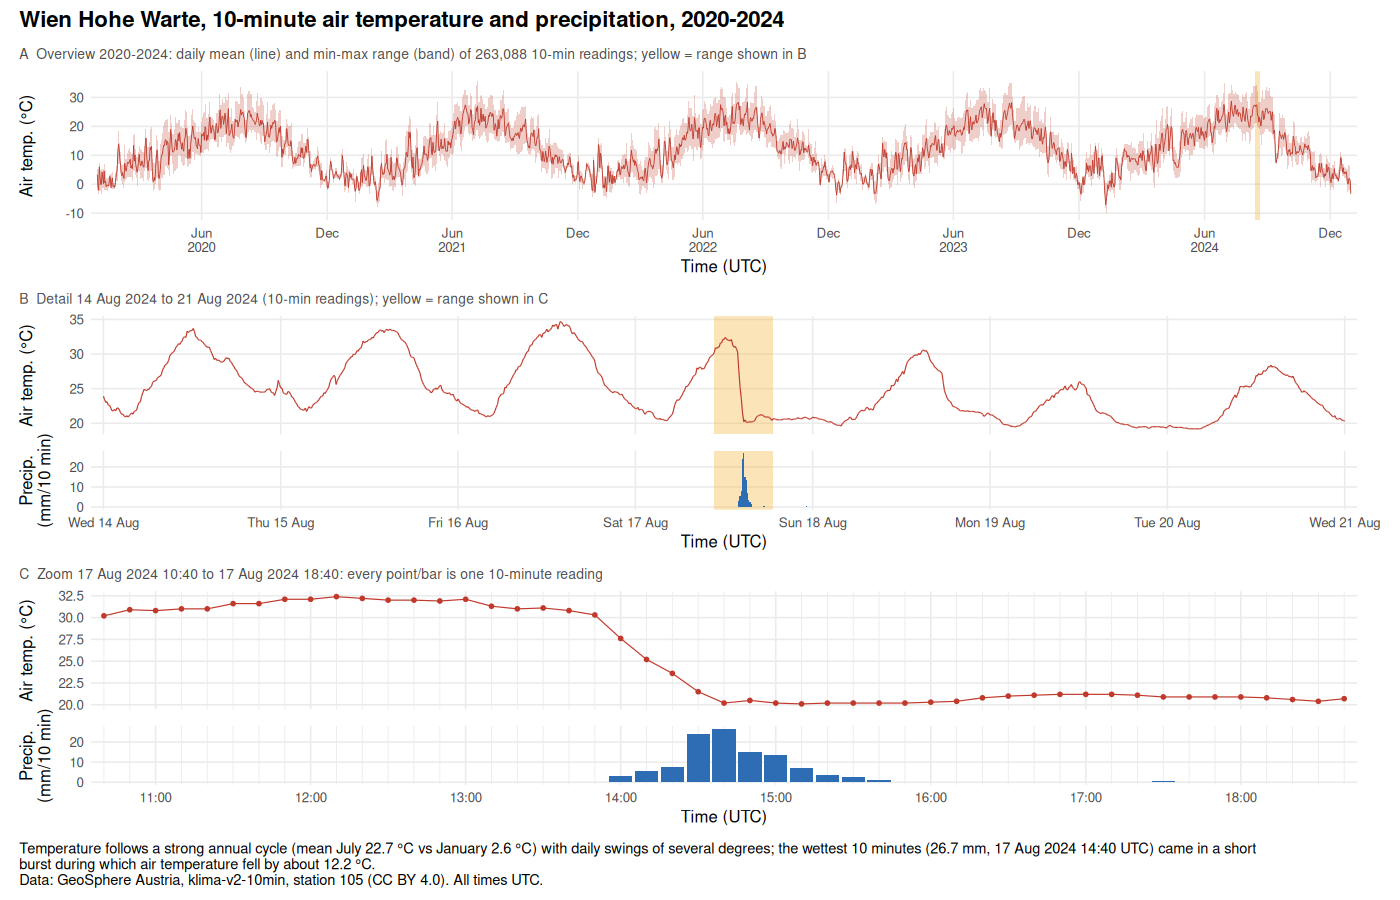 Wien Hohe Warte, 10-minute air temperature and precipitation, 2020-2024
A Overview 2020-2024: daily mean (line) and min-max range (band) of 263,088 10-min readings; yellow = range shown in B
Air temp. (°C)
30
20
10
0
-10
Jun Dec Jun Dec Jun Dec Jun Dec Jun Dec
2020 2021 2022 2023 2024
Time (UTC)
B Detail 14 Aug 2024 to 21 Aug 2024 (10-min readings); yellow = range shown in C
Air temp. (°C)
35
30
25
20
Precip.
(mm/10 min)
20
10
0
Wed 14 Aug Thu 15 Aug Fri 16 Aug Sat 17 Aug Sun 18 Aug Mon 19 Aug Tue 20 Aug Wed 21 Aug
Time (UTC)
C Zoom 17 Aug 2024 10:40 to 17 Aug 2024 18:40: every point/bar is one 10-minute reading
Air temp. (°C)
32.5
30.0
27.5
25.0
22.5
20.0
Precip.
(mm/10 min)
20
10
0
11:00 12:00 13:00 14:00 15:00 16:00 17:00 18:00
Time (UTC)
Temperature follows a strong annual cycle (mean July 22.7 °C vs January 2.6 °C) with daily swings of several degrees; the wettest 10 minutes (26.7 mm, 17 Aug 2024 14:40 UTC) came in a short
burst during which air temperature fell by about 12.2 °C.
Data: GeoSphere Austria, klima-v2-10min, station 105 (CC BY 4.0). All times UTC.